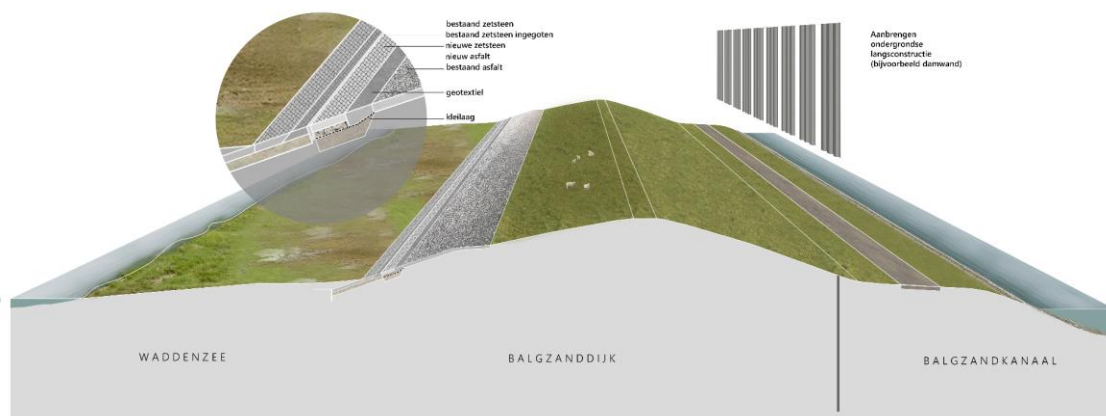 bestaand zetsteen
bestaand zetsteen ingegoten
nieuwe zetsteen
nieuw asfalt
bestaand asfalt
geotextiel
ideilaag
Aanbrengen
ondergrondse
langsconstructie
(bijvoorbeeld damwand)
WADDENZEE
BALGZANDDIJK
BALGZANDKANAAL